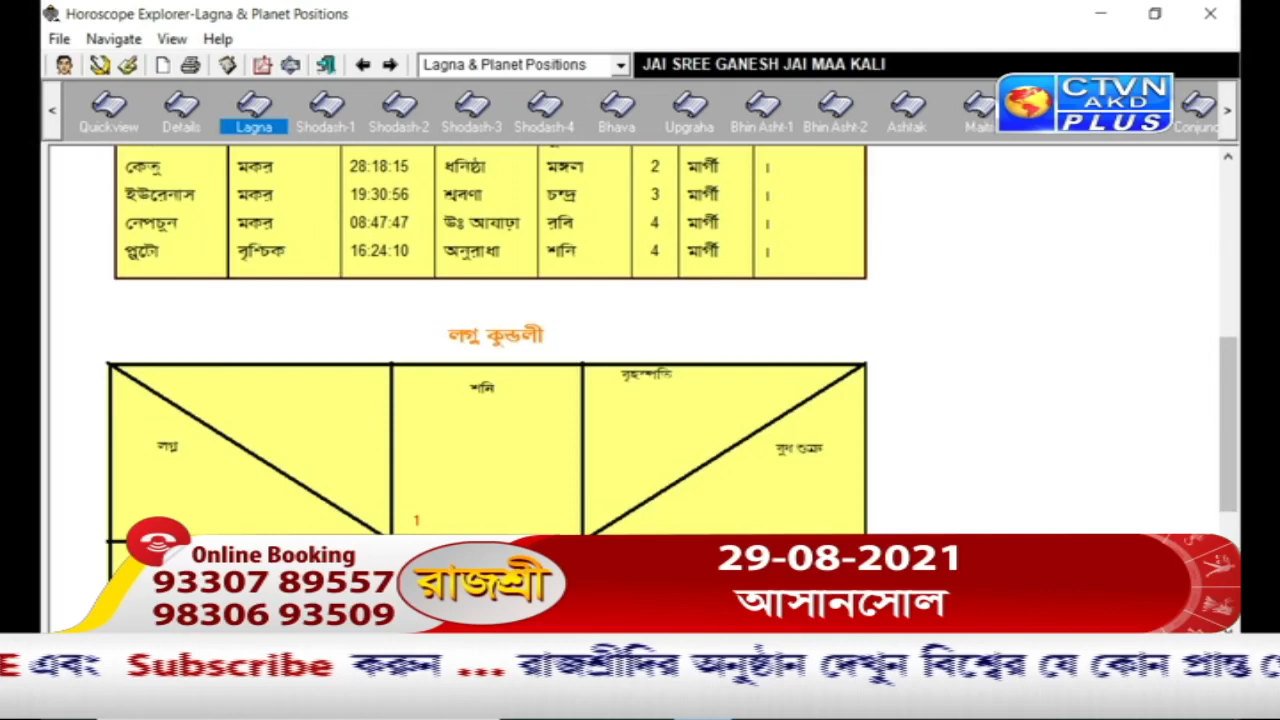 Horoscope Explorer-Lagna & Planet Positions
File Navigate View Help
Lagna & Planet Positions JAI SREE GANESH JAI MAA KALI
CTVN
AKD
PLUS
< Quickview Details Lagna Shodash-1 Shodash-2 Shodash-3 Shodash-4 Bhava Upgraha Bhin Asht-1 Bhin Asht-2 Ashtak Conjunc >
কেতু মকর 28:18:15 ধনিষ্ঠা মঙ্গল 2 মার্গী ।
ইউরেনাস মকর 19:30:56 শ্রবণা চন্দ্র 3 মার্গী ।
নেপচুন মকর 08:47:47 উঃ আষাঢ়া রবি 4 মার্গী ।
প্লুটো বৃশ্চিক 16:24:10 অনুরাধা শনি 4 মার্গী ।
লগ্ন কুন্ডলী
বৃহস্পতি
শনি
লগ্ন
বুধ শুক্র
1
Online Booking
93307 89557
98306 93509
রাজশ্রী
29-08-2021
আসানসোল
এবং Subscribe করুন ... রাজশ্রীদির অনুষ্ঠান দেখুন বিশ্বের যে কোন প্রান্ত